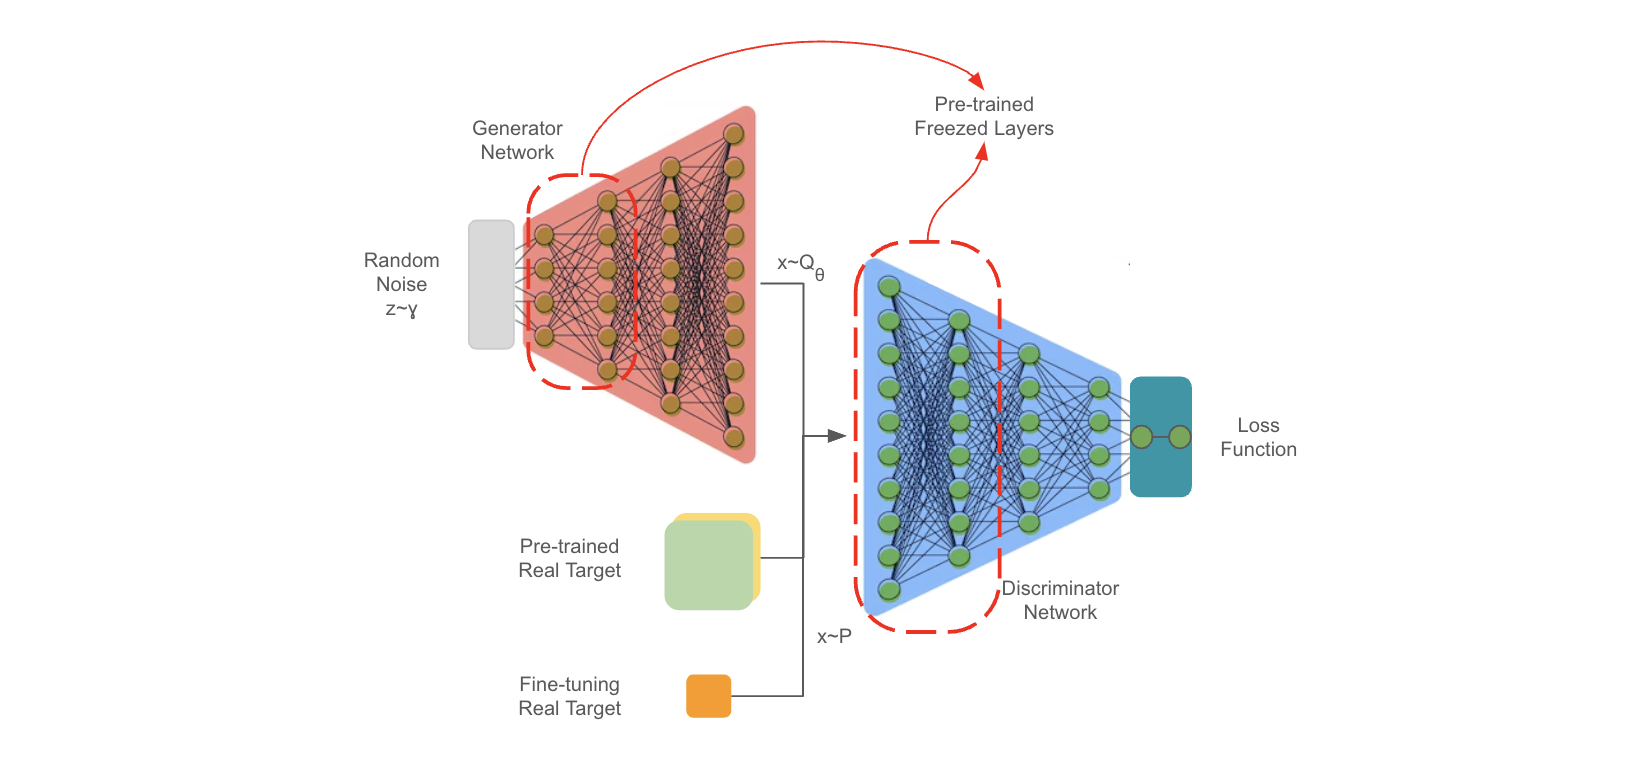 Pre-trained
Freezed Layers
Generator
Network
Random
Noise
z~ɣ
x~Qθ
Pre-trained
Real Target
Discriminator
Network
Loss
Function
x~P
Fine-tuning
Real Target